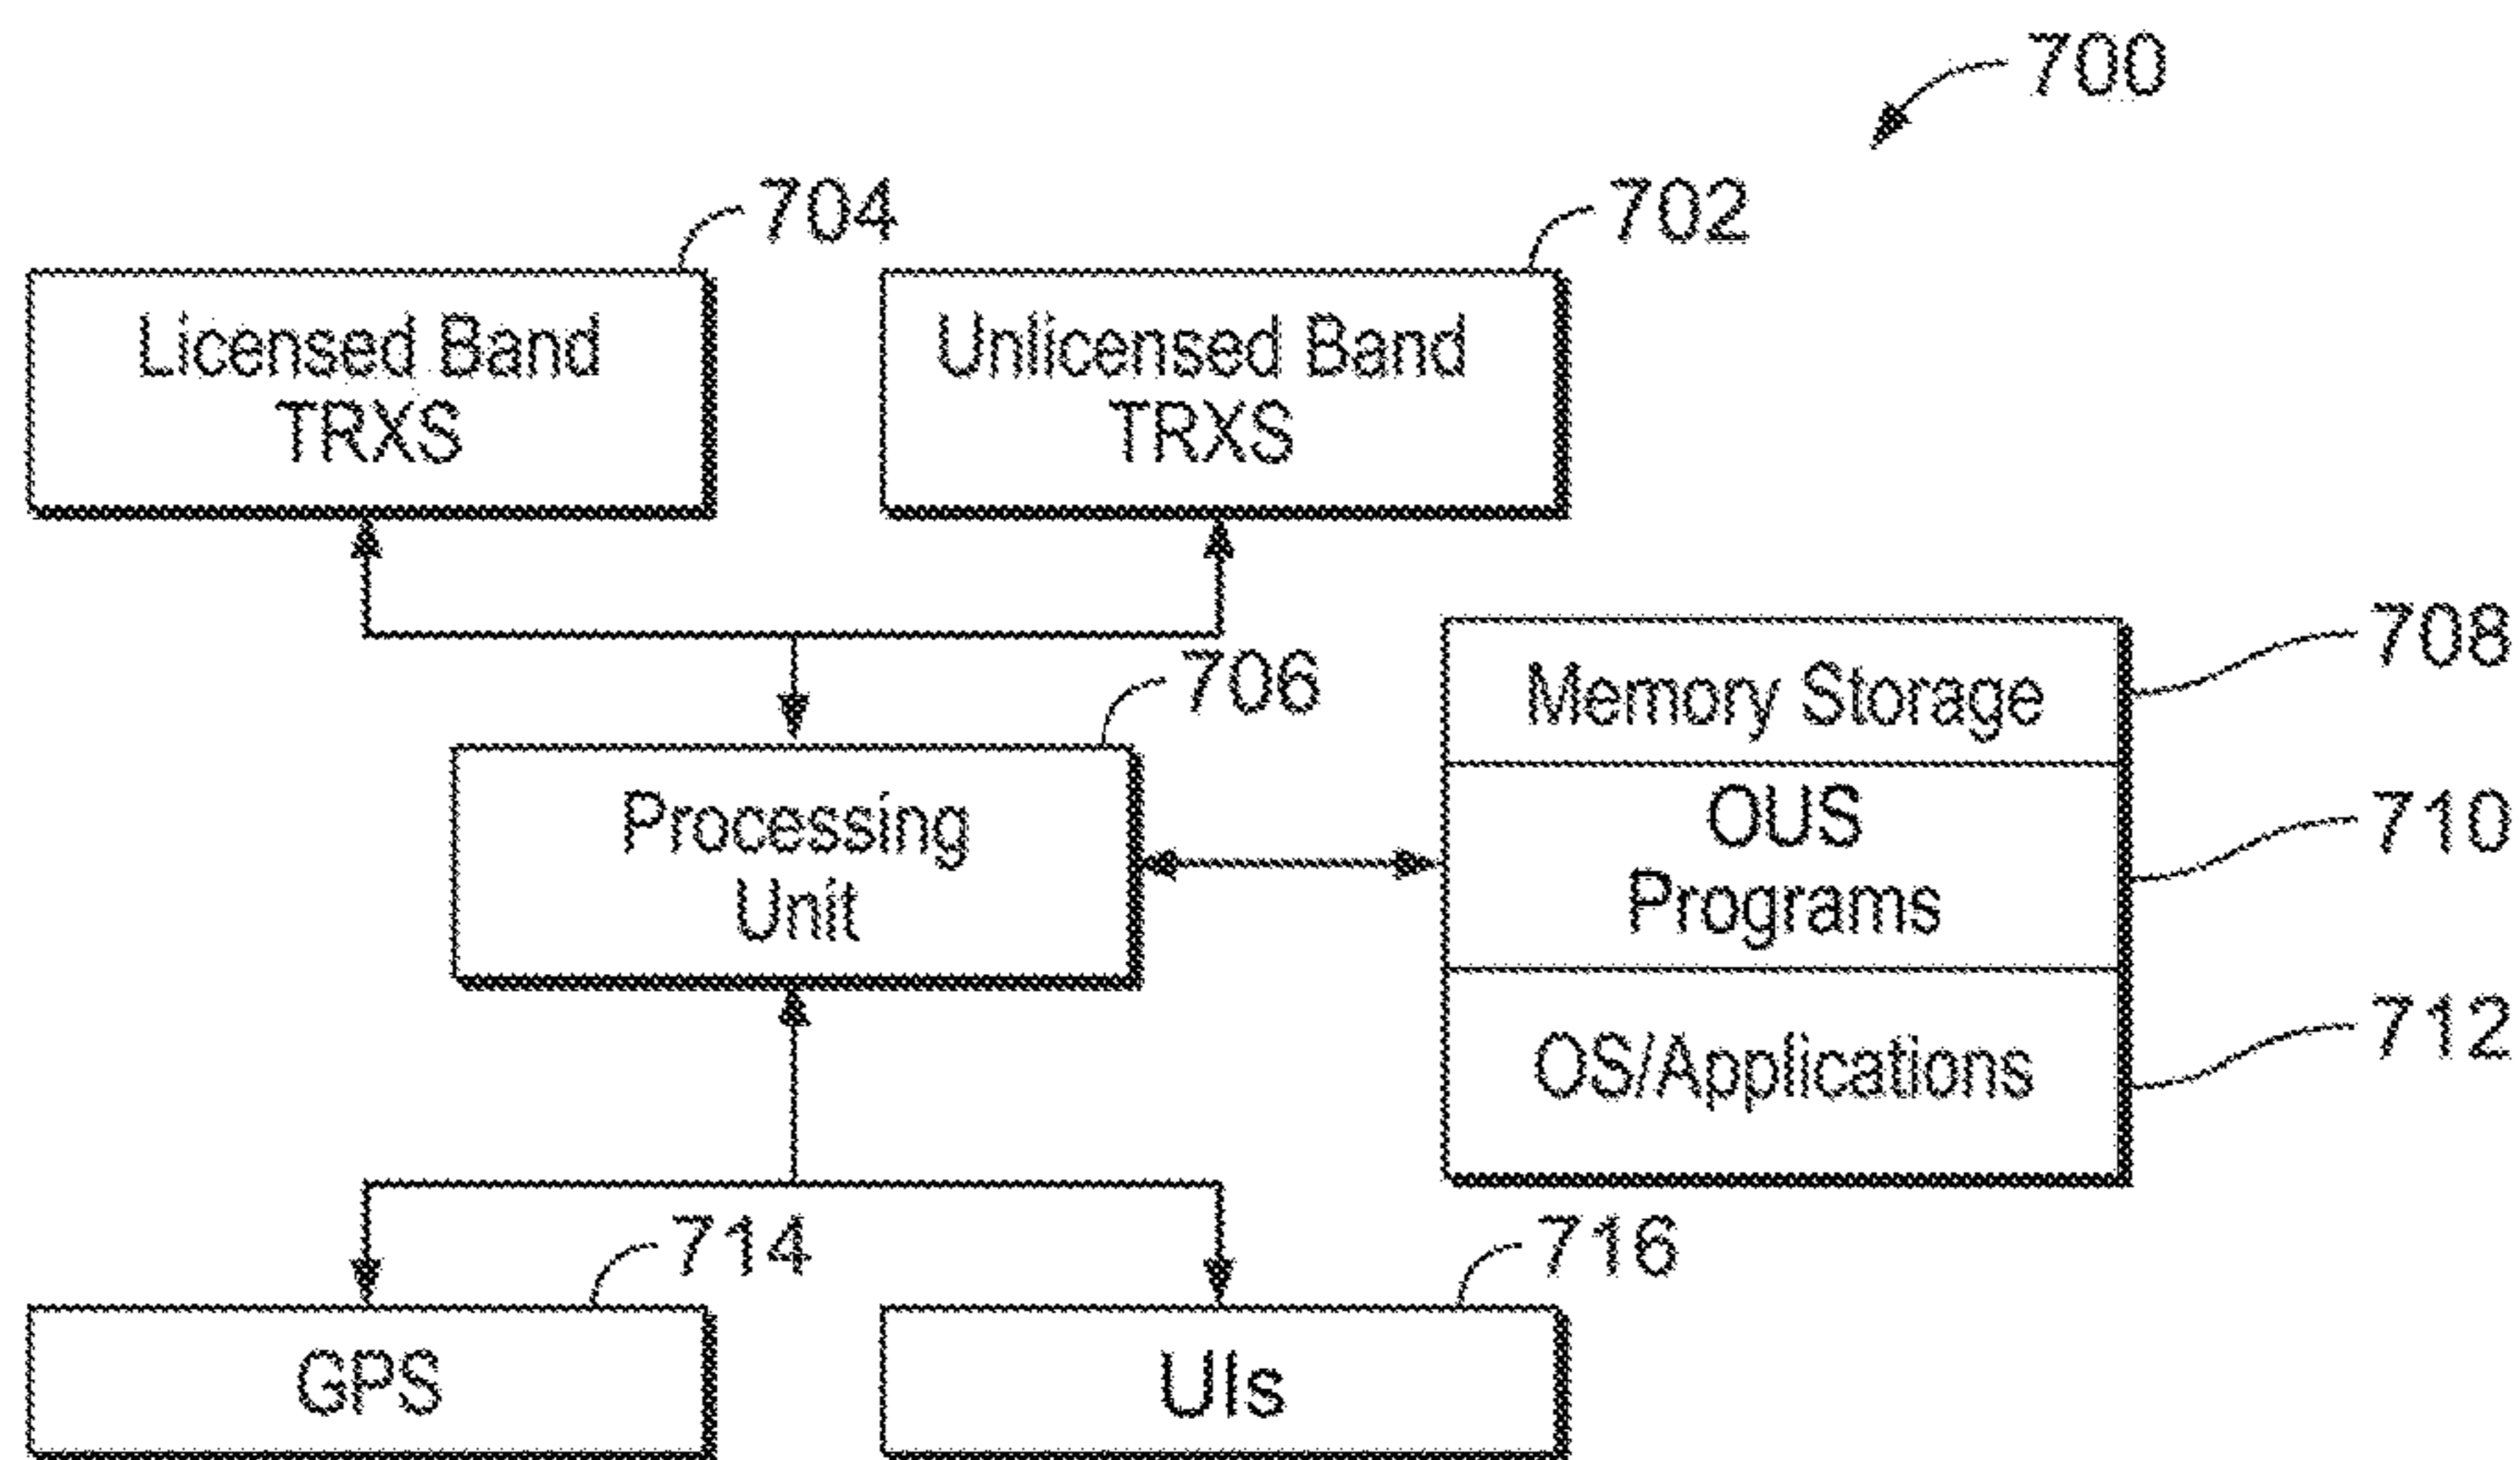 700
704
702
Licensed Band
TRXS
Unlicensed Band
TRXS
708
706
Memory Storage
Processing
Unit
OUS
Programs
710
OS/Applications
712
714
716
GPS
UIs